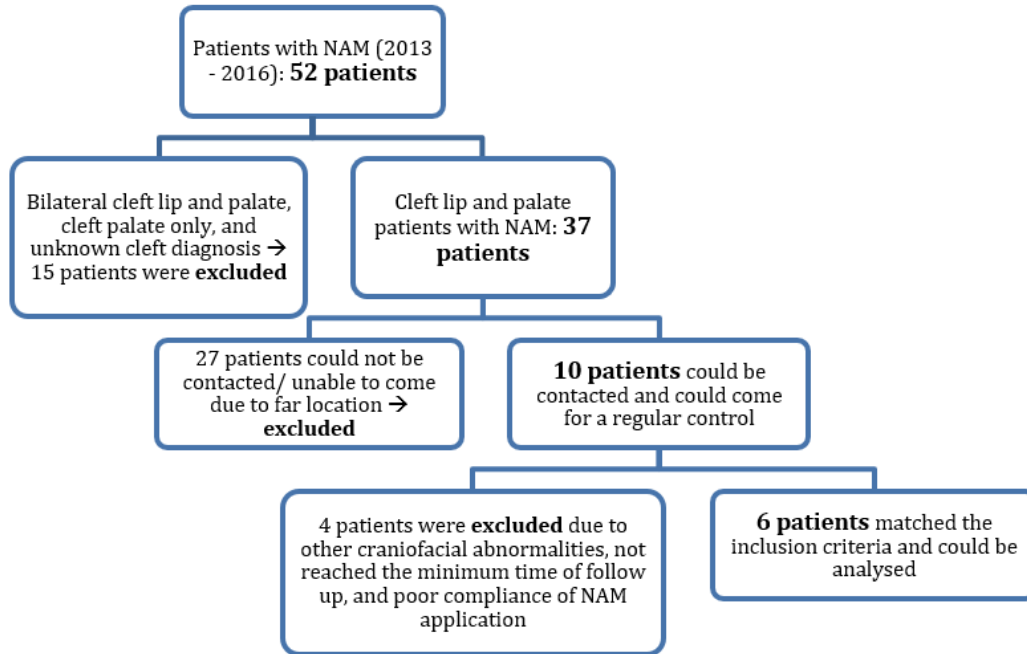 Patients with NAM (2013
- 2016): 52 patients
Bilateral cleft lip and palate,
cleft palate only, and
unknown cleft diagnosis →
15 patients were excluded
Cleft lip and palate
patients with NAM: 37
patients
27 patients could not be
contacted/ unable to come
due to far location →
excluded
10 patients could be
contacted and could come
for a regular control
4 patients were excluded due to
other craniofacial abnormalities, not
reached the minimum time of follow
up, and poor compliance of NAM
application
6 patients matched the
inclusion criteria and could be
analysed